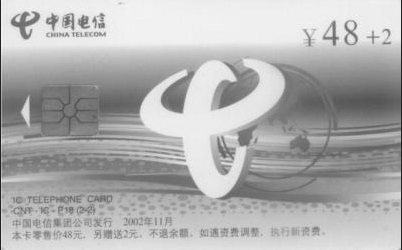 中国电信
CHINA TELECOM
¥48+2
IC TELEPHONE CARD
CNT-IC-P18(2-2)
中国电信集团公司发行 2002年11月
本卡零售价48元，另赠送2元，不退余额，如遇资费调整，执行新资费。